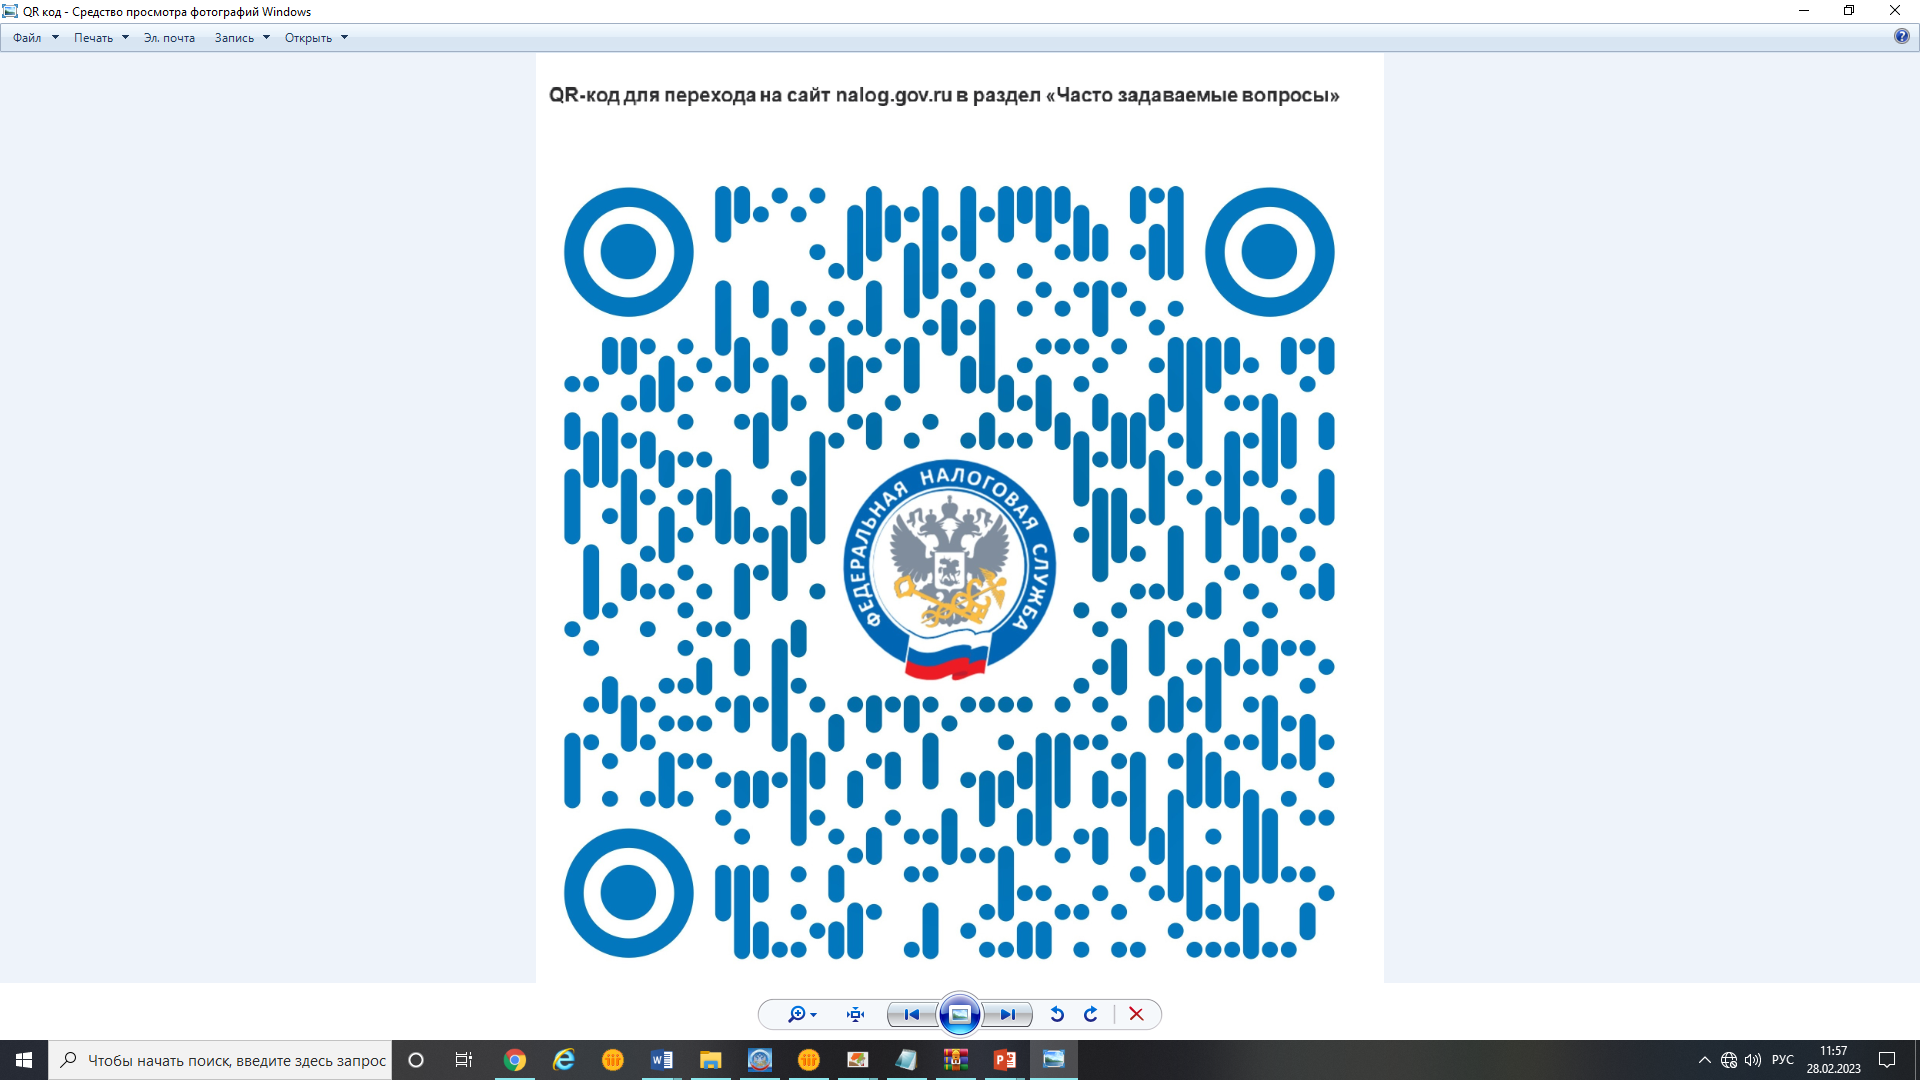 QR код - Средство просмотра фотографий Windows
Файл Печать Эл. почта Запись Открыть
QR-код для перехода на сайт nalog.gov.ru в раздел «Часто задаваемые вопросы»
ФЕДЕРАЛЬНАЯ НАЛОГОВАЯ СЛУЖБА
Чтобы начать поиск, введите здесь запрос
РУС
11:57
28.02.2023